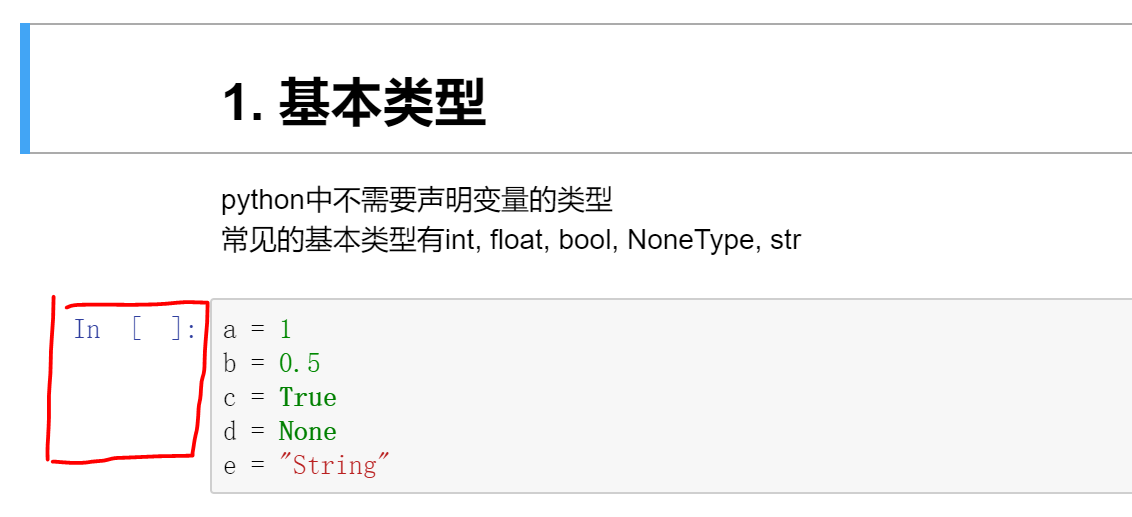 1. 基本类型
python中不需要声明变量的类型
常见的基本类型有int, float, bool, NoneType, str
In [ ]: a = 1
b = 0.5
c = True
d = None
e = "String"